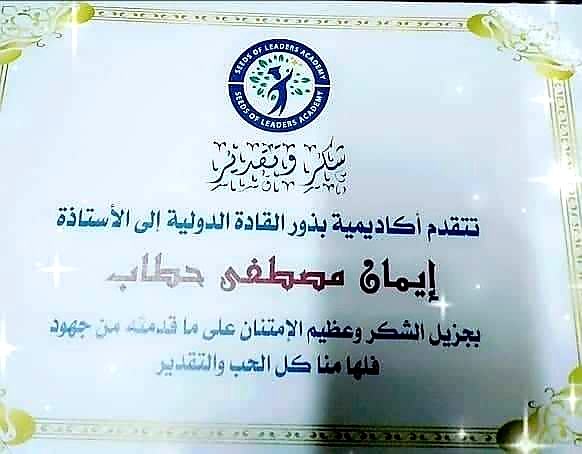 SEEDS OF LEADERS ACADEMY
SEEDS OF LEADERS ACADEMY
شكر وتقدير
تتقدم أكاديمية بذور القادة الدولية إلى الأستاذة
إيمان مصطفى حطاب
بجزيل الشكر وعظيم الإمتنان على ما قدمته من جهود
فلها منا كل الحب والتقدير